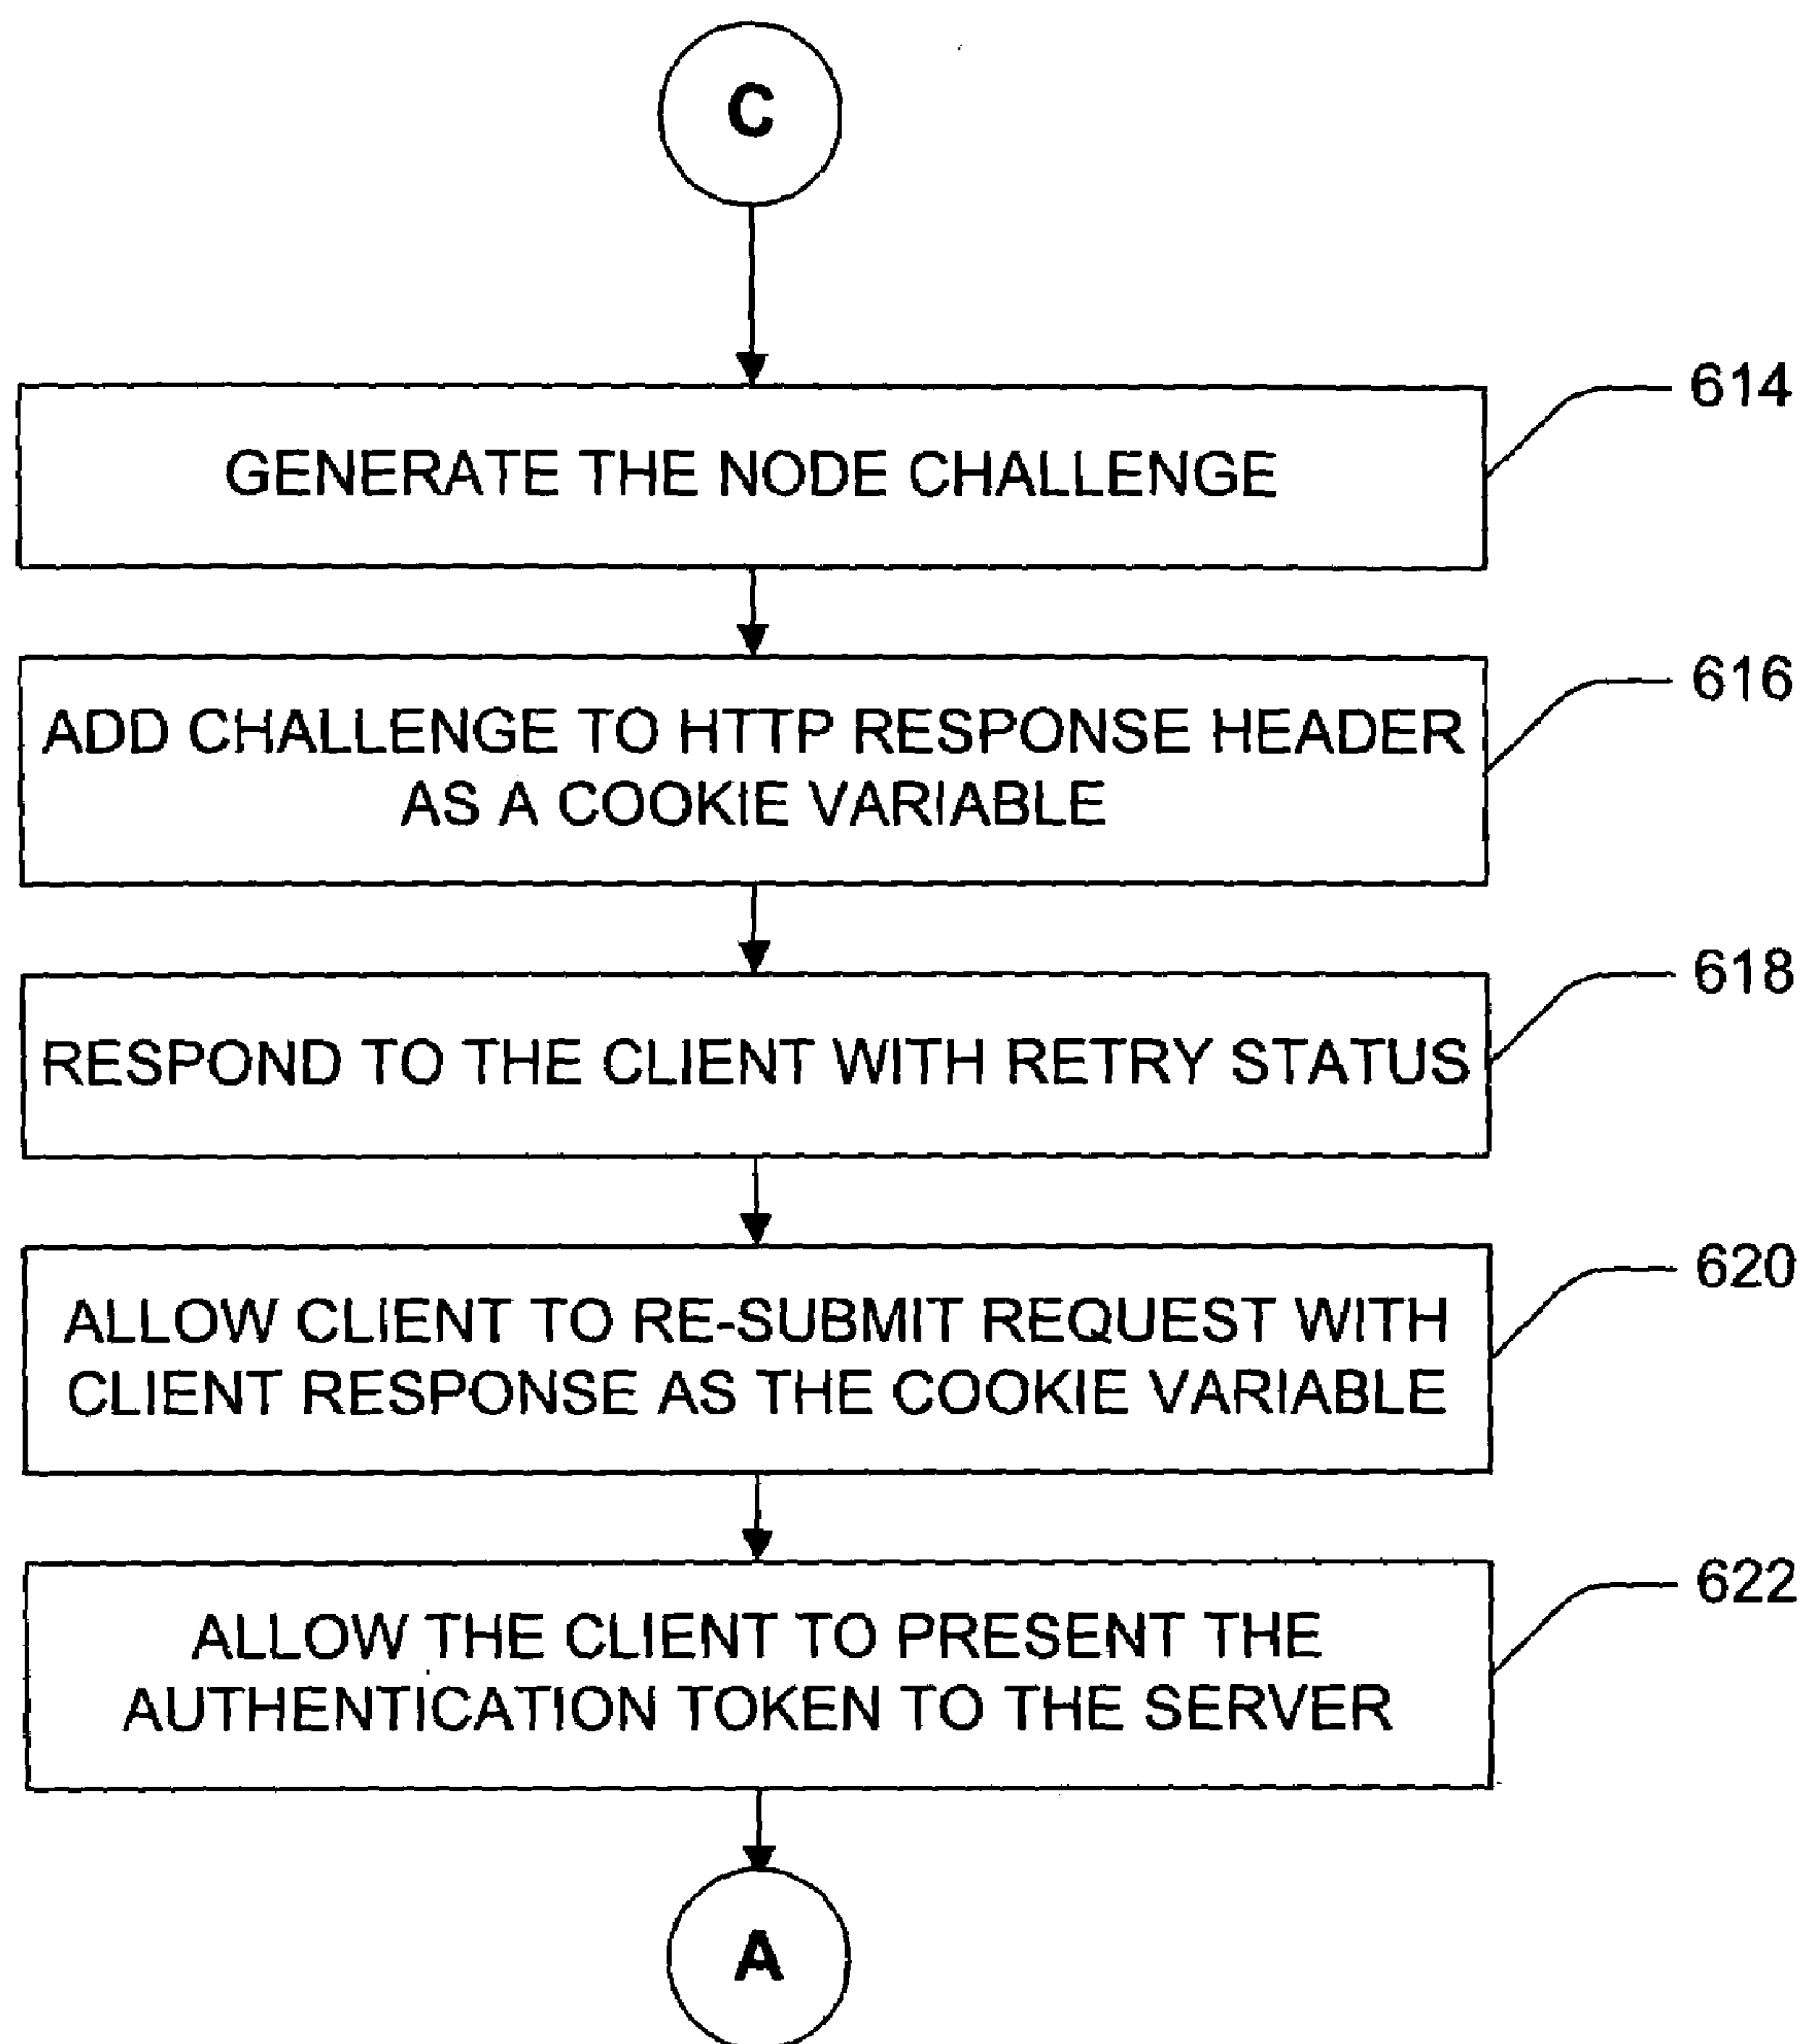 C
614
GENERATE THE NODE CHALLENGE
616
ADD CHALLENGE TO HTTP RESPONSE HEADER
AS A COOKIE VARIABLE
618
RESPOND TO THE CLIENT WITH RETRY STATUS
620
ALLOW CLIENT TO RE-SUBMIT REQUEST WITH
CLIENT RESPONSE AS THE COOKIE VARIABLE
622
ALLOW THE CLIENT TO PRESENT THE
AUTHENTICATION TOKEN TO THE SERVER
A